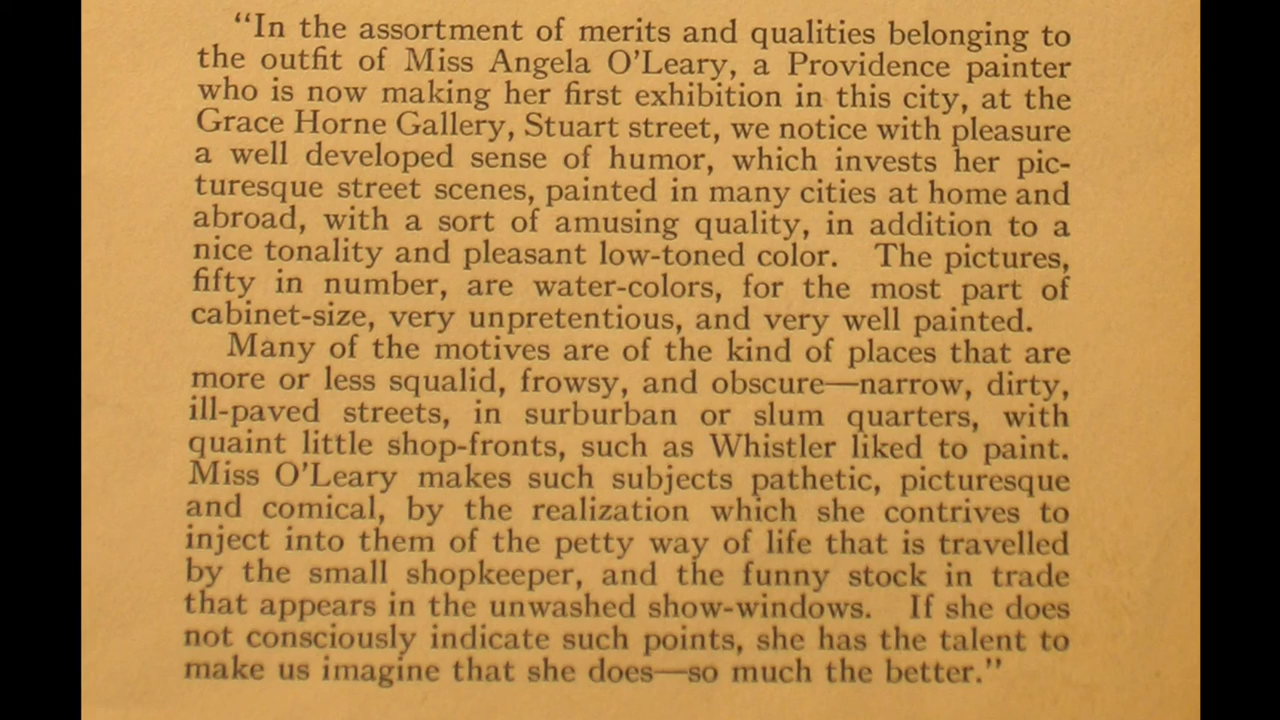 “In the assortment of merits and qualities belonging to
the outfit of Miss Angela O’Leary, a Providence painter
who is now making her first exhibition in this city, at the
Grace Horne Gallery, Stuart street, we notice with pleasure
a well developed sense of humor, which invests her pic-
turesque street scenes, painted in many cities at home and
abroad, with a sort of amusing quality, in addition to a
nice tonality and pleasant low-toned color. The pictures,
fifty in number, are water-colors, for the most part of
cabinet-size, very unpretentious, and very well painted.
Many of the motives are of the kind of places that are
more or less squalid, frowsy, and obscure—narrow, dirty,
ill-paved streets, in surburban or slum quarters, with
quaint little shop-fronts, such as Whistler liked to paint.
Miss O’Leary makes such subjects pathetic, picturesque
and comical, by the realization which she contrives to
inject into them of the petty way of life that is travelled
by the small shopkeeper, and the funny stock in trade
that appears in the unwashed show-windows. If she does
not consciously indicate such points, she has the talent to
make us imagine that she does—so much the better.”